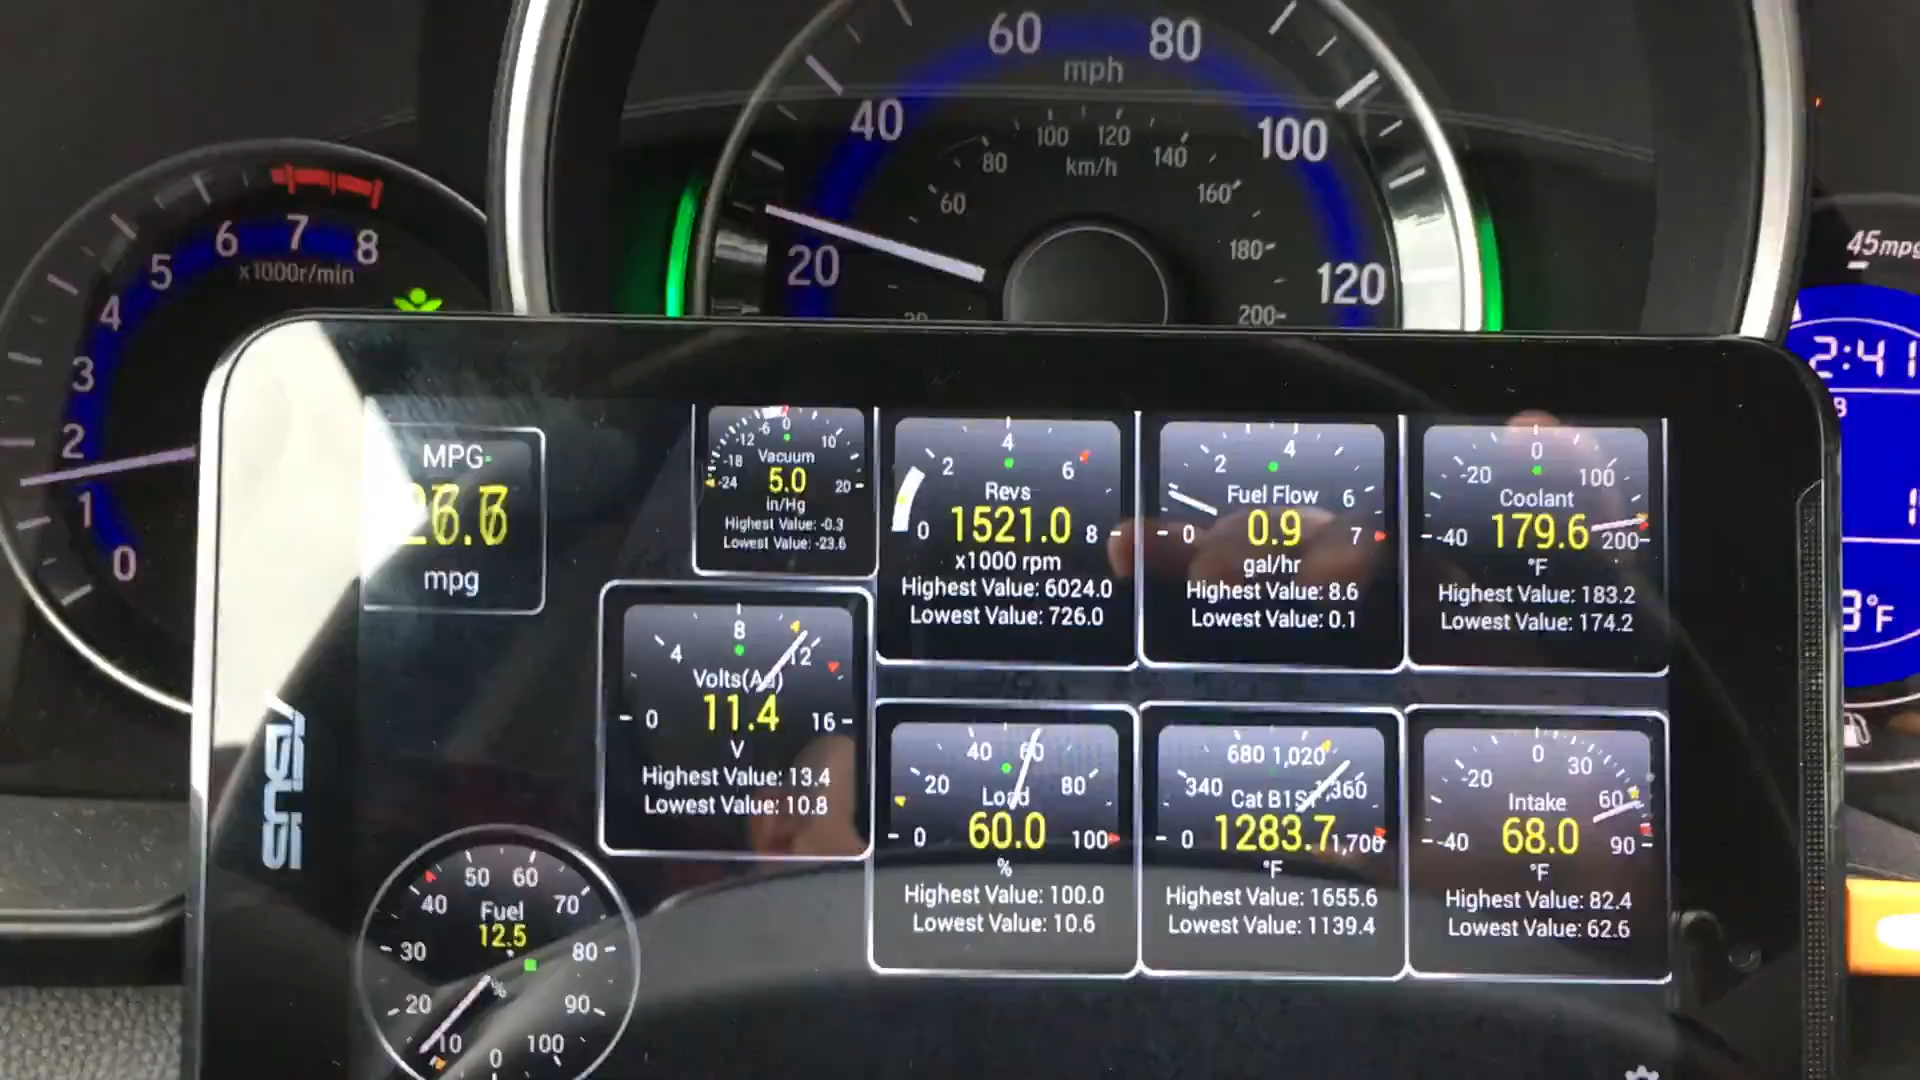 60
80
mph
40
100
100
120
80
140
km/h
60
160
20
180
120
200
45mpg
6
7
8
x1000r/min
5
4
3
2
1
0
2:41
°F
MPG
mpg
-6 0
-12
10
Vacuum
-18
5.0
-24
20
in/Hg
Highest Value: -0.3
Lowest Value: -23.6
4
2
6
Revs
0
1521.0
8
x1000 rpm
Highest Value: 6024.0
Lowest Value: 726.0
4
2
Fuel Flow
6
0
0.9
7
gal/hr
Highest Value: 8.6
Lowest Value: 0.1
0
-20
100
Coolant
-40
179.6
200
°F
Highest Value: 183.2
Lowest Value: 174.2
8
4
12
0
11.4
16
V
Highest Value: 13.4
Lowest Value: 10.8
40
60
20
80
Load
0
60.0
100
%
Highest Value: 100.0
Lowest Value: 10.6
680
1,020
340
1,360
Cat
0
1283.7
1,700
°F
Highest Value: 1655.6
Lowest Value: 1139.4
0
-20
30
Intake
60
-40
68.0
90
°F
Highest Value: 82.4
Lowest Value: 62.6
ASUS
50
60
40
70
Fuel
12.5
30
80
%
20
90
10
0
100